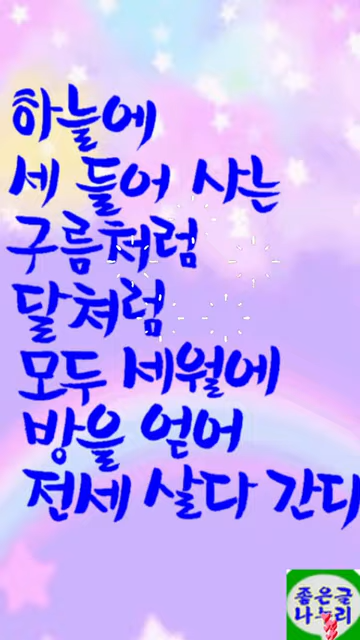 하늘에
세 들어 사는
구름처럼
달쳐럼
모두 세월에
방을 얻어
전세 살다 간다
좋은글
나누리